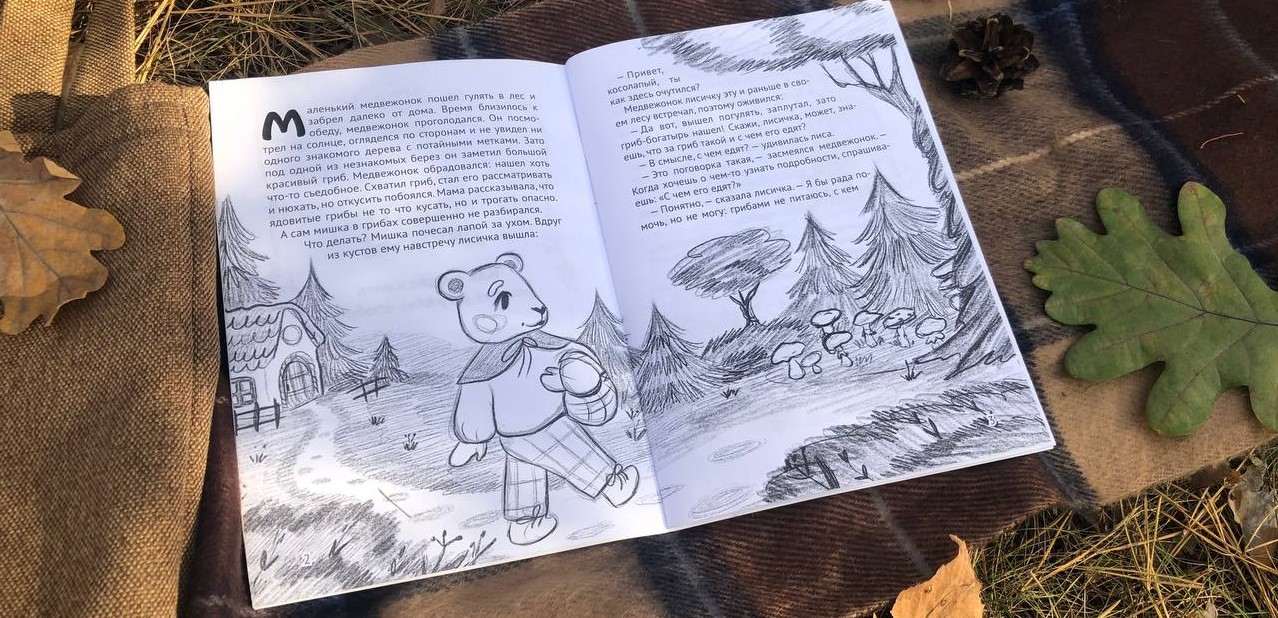 Маленький медвежонок пошел гулять в лес и
забрел далеко от дома. Время близилось к
обеду, медвежонок проголодался. Он посмо-
трел на солнце, огляделся по сторонам и не увидел ни
одного знакомого дерева с потайными метками. Зато
под одной из незнакомых берез он заметил большой
красивый гриб. Медвежонок обрадовался: нашел хоть
что-то съедобное. Схватил гриб, стал его рассматривать
и нюхать, но откусить побоялся. Мама рассказывала, что
ядовитые грибы не то что кусать, но и трогать опасно.
А сам мишка в грибах совершенно не разбирался.
Что делать? Мишка почесал лапой за ухом. Вдруг
из кустов ему навстречу лисичка вышла:
2
– Привет,
косолапый, ты
как здесь очутился?
Медвежонок лисичку эту и раньше в сво-
ем лесу встречал, поэтому оживился:
– Да вот, вышел погулять, заплутал, зато
гриб-богатырь нашел! Скажи, лисичка, может, зна-
ешь, что за гриб такой и с чем его едят?
– В смысле, с чем едят? – удивилась лиса.
– Это поговорка такая, – засмеялся медвежонок. –
Когда хочешь о чем-то узнать подробности, спрашива-
ешь: «С чем его едят?»
– Понятно, – сказала лисичка. – Я бы рада по-
мочь, но не могу: грибами не питаюсь, с кем
3